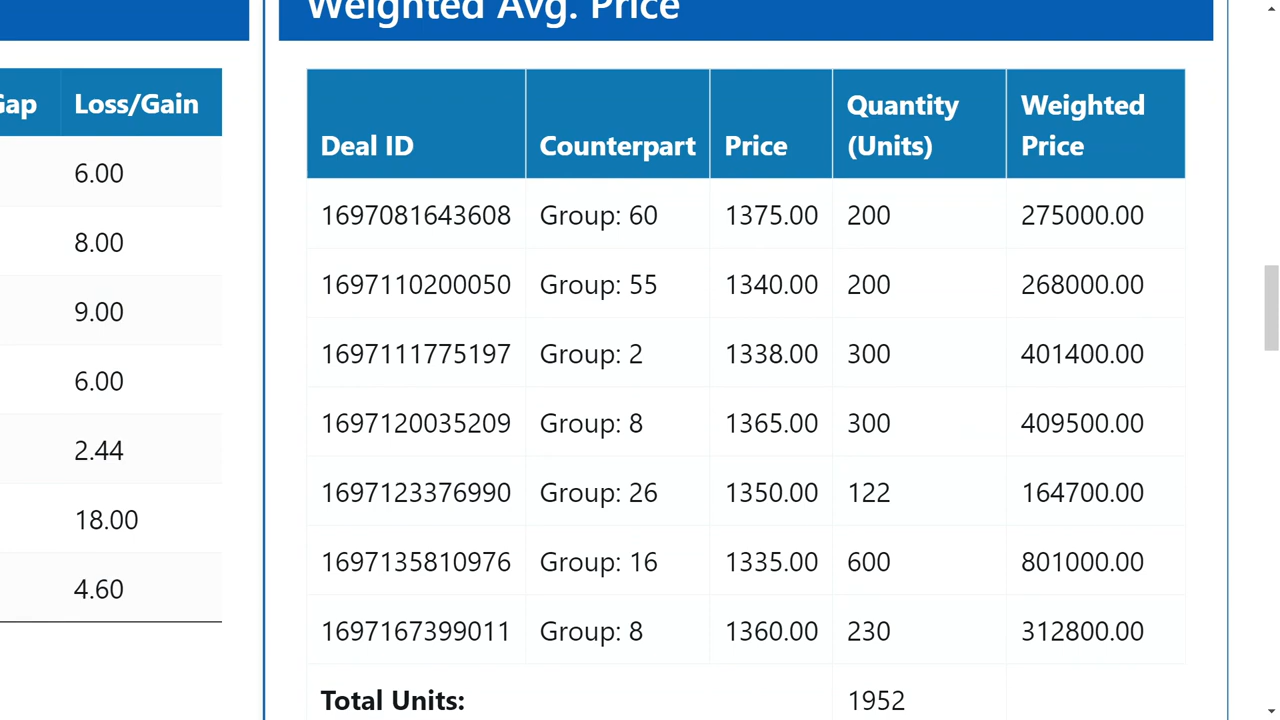 Weighted Avg. Price
Gap Loss/Gain
6.00
8.00
9.00
6.00
2.44
18.00
4.60
Deal ID Counterpart Price Quantity (Units) Weighted Price
1697081643608 Group: 60 1375.00 200 275000.00
1697110200050 Group: 55 1340.00 200 268000.00
1697111775197 Group: 2 1338.00 300 401400.00
1697120035209 Group: 8 1365.00 300 409500.00
1697123376990 Group: 26 1350.00 122 164700.00
1697135810976 Group: 16 1335.00 600 801000.00
1697167399011 Group: 8 1360.00 230 312800.00
Total Units: 1952